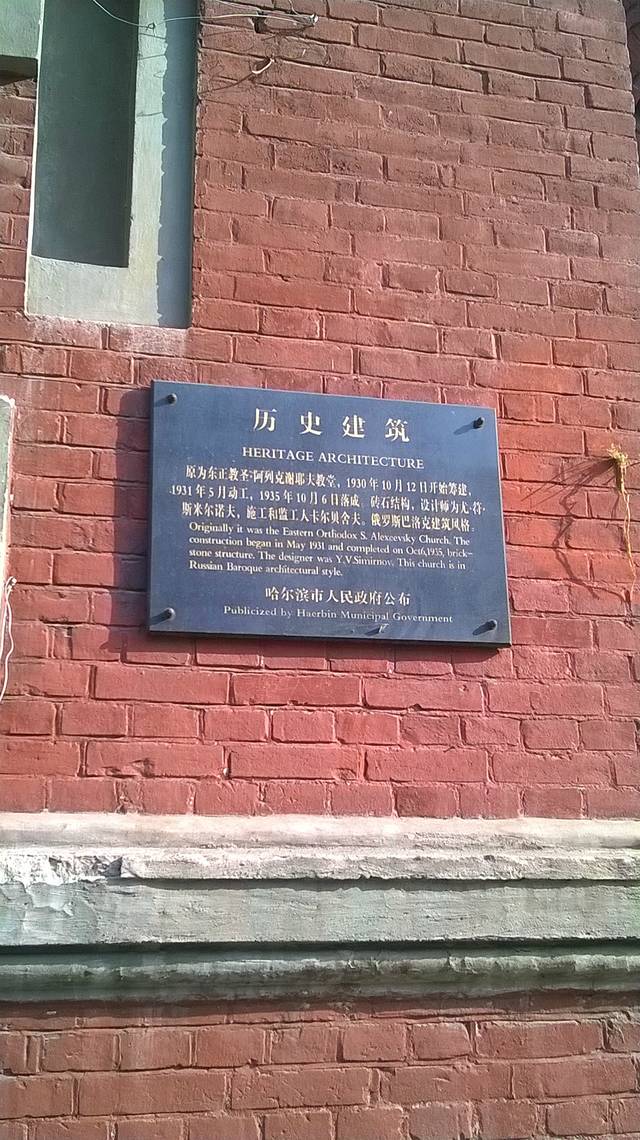 历史建筑
HERITAGE ARCHITECTURE
原为东正教圣·阿列克谢耶夫教堂，1930年10月12日开始筹建，
1931年5月动工，1935年10月6日落成。砖石结构，设计师为尤·符·
斯米尔诺夫，施工和监工人卡尔贝舍夫。俄罗斯巴洛克建筑风格。
Originally it was the Eastern Orthodox S. Alexeevsky Church. The
construction began in May 1931 and completed on Oct6,1935, brick-
stone structure. The designer was Y.V.Simirnov. This church is in
Russian Baroque architectural style.
哈尔滨市人民政府公布
Publicized by Haerbin Municipal Government